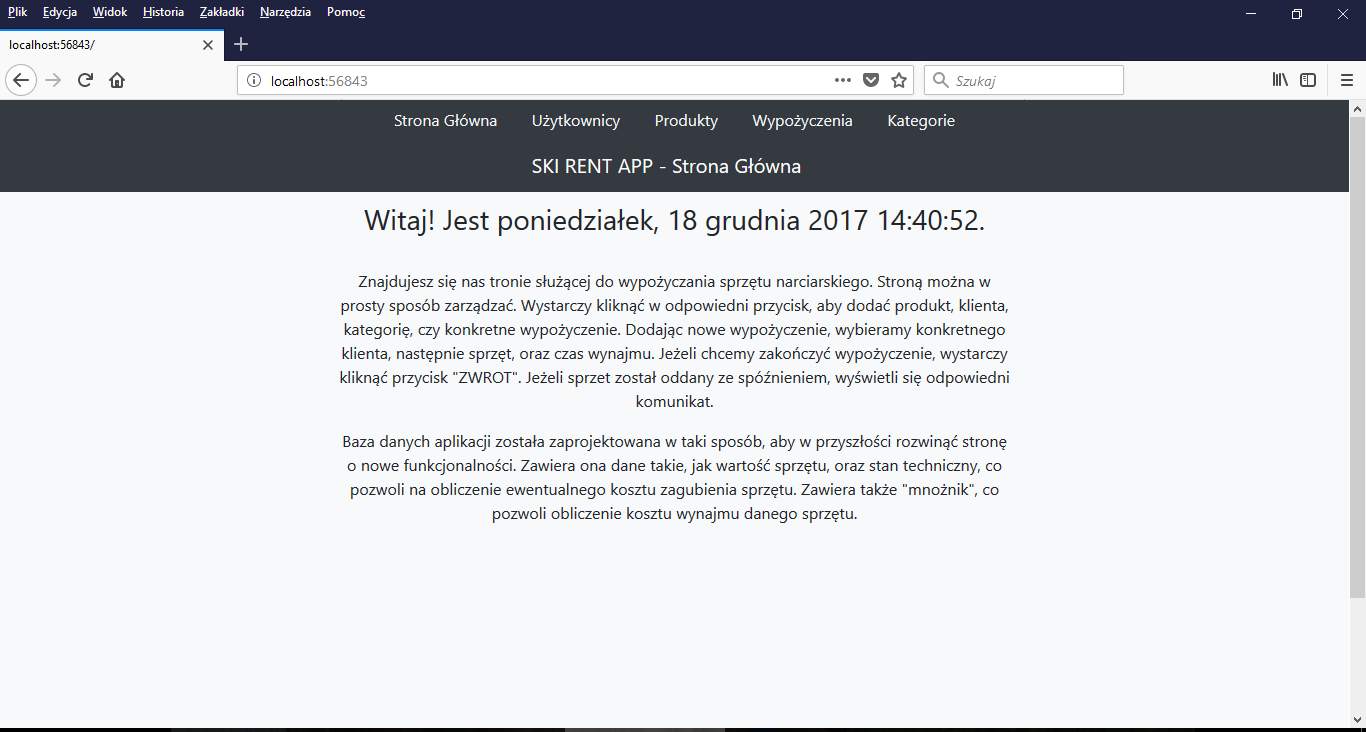 Plik Edycja Widok Historia Zakładki Narzędzia Pomoc
localhost:56843/
localhost:56843
Szukaj
Strona Główna Użytkownicy Produkty Wypożyczenia Kategorie
SKI RENT APP - Strona Główna
Witaj! Jest poniedziałek, 18 grudnia 2017 14:40:52.
Znajdujesz się nas tronie służącej do wypożyczania sprzętu narciarskiego. Stroną można w
prosty sposób zarządzać. Wystarczy kliknąć w odpowiedni przycisk, aby dodać produkt, klienta,
kategorię, czy konkretne wypożyczenie. Dodając nowe wypożyczenie, wybieramy konkretnego
klienta, następnie sprzęt, oraz czas wynajmu. Jeżeli chcemy zakończyć wypożyczenie, wystarczy
kliknąć przycisk "ZWROT". Jeżeli sprzet został oddany ze spóźnieniem, wyświetli się odpowiedni
komunikat.
Baza danych aplikacji została zaprojektowana w taki sposób, aby w przyszłości rozwinąć stronę
o nowe funkcjonalności. Zawiera ona dane takie, jak wartość sprzętu, oraz stan techniczny, co
pozwoli na obliczenie ewentualnego kosztu zagubienia sprzętu. Zawiera także "mnożnik", co
pozwoli obliczenie kosztu wynajmu danego sprzętu.